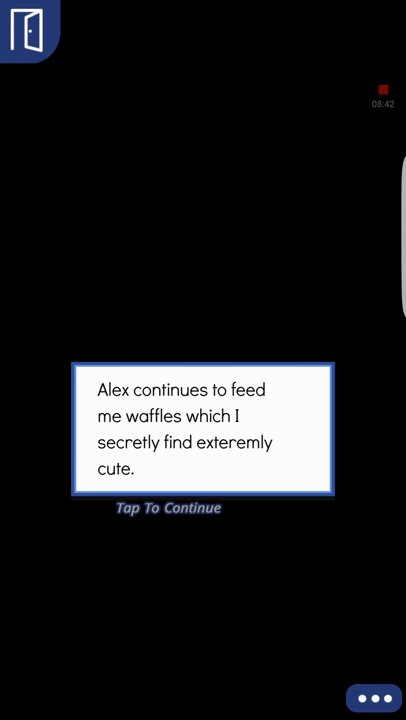 08:42
Alex continues to feed
me waffles which I
secretly find exteremly
cute.
Tap To Continue